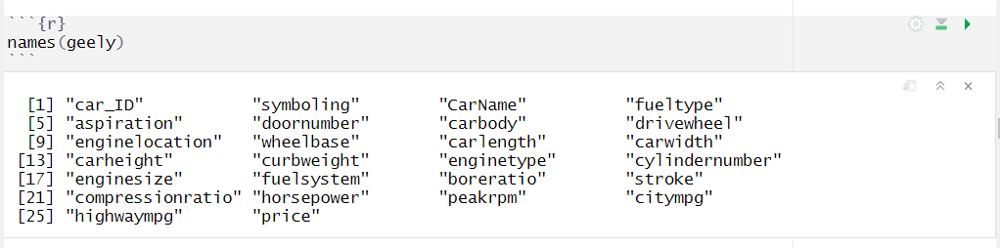 ```{r}
names(geely)
```
[1] "car_ID" "symboling" "CarName" "fueltype"
[5] "aspiration" "doornumber" "carbody" "drivewheel"
[9] "enginelocation" "wheelbase" "carlength" "carwidth"
[13] "carheight" "curbweight" "enginetype" "cylindernumber"
[17] "enginesize" "fuelsystem" "boreratio" "stroke"
[21] "compressionratio" "horsepower" "peakrpm" "citympg"
[25] "highwaympg" "price"